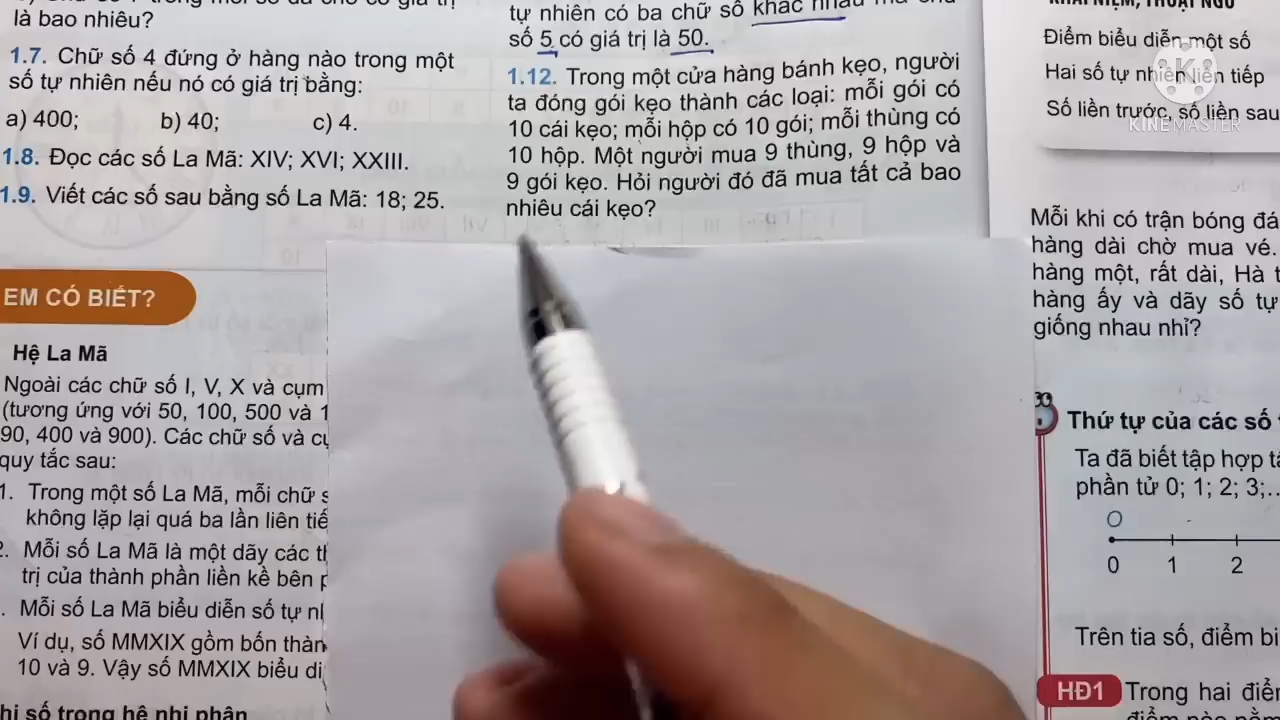 là bao nhiêu?
1.7. Chữ số 4 đứng ở hàng nào trong một
số tự nhiên nếu nó có giá trị bằng:
a) 400; b) 40; c) 4.
1.8. Đọc các số La Mã: XIV; XVI; XXIII.
1.9. Viết các số sau bằng số La Mã: 18; 25.
EM CÓ BIẾT?
Hệ La Mã
Ngoài các chữ số I, V, X và cụm
(tương ứng với 50, 100, 500 và 1
90, 400 và 900). Các chữ số và cụ
quy tắc sau:
1. Trong một số La Mã, mỗi chữ s
không lặp lại quá ba lần liên tiế
2. Mỗi số La Mã là một dãy các th
trị của thành phần liền kề bên p
. Mỗi số La Mã biểu diễn số tự nl
Ví dụ, số MMXIX gồm bốn thàn
10 và 9. Vậy số MMXIX biểu di
hi số trong hệ nhị phân
tự nhiên có ba chữ số khác nhau mà chữ
số 5 có giá trị là 50.
1.12. Trong một cửa hàng bánh kẹo, người
ta đóng gói kẹo thành các loại: mỗi gói có
10 cái kẹo; mỗi hộp có 10 gói; mỗi thùng có
10 hộp. Một người mua 9 thùng, 9 hộp và
9 gói kẹo. Hỏi người đó đã mua tất cả bao
nhiêu cái kẹo?
KHÁI NIỆM, THUẬT NGỮ
Điểm biểu diễn một số
Hai số tự nhiên liên tiếp
Số liền trước, số liền sau
KINEMASTER
Mỗi khi có trận bóng đá
hàng dài chờ mua vé.
hàng một, rất dài, Hà t
hàng ấy và dãy số tự
giống nhau nhỉ?
Thứ tự của các số
Ta đã biết tập hợp
phần tử 0; 1; 2; 3;..
O
0 1 2
Trên tia số, điểm bi
HĐ1 Trong hai điể